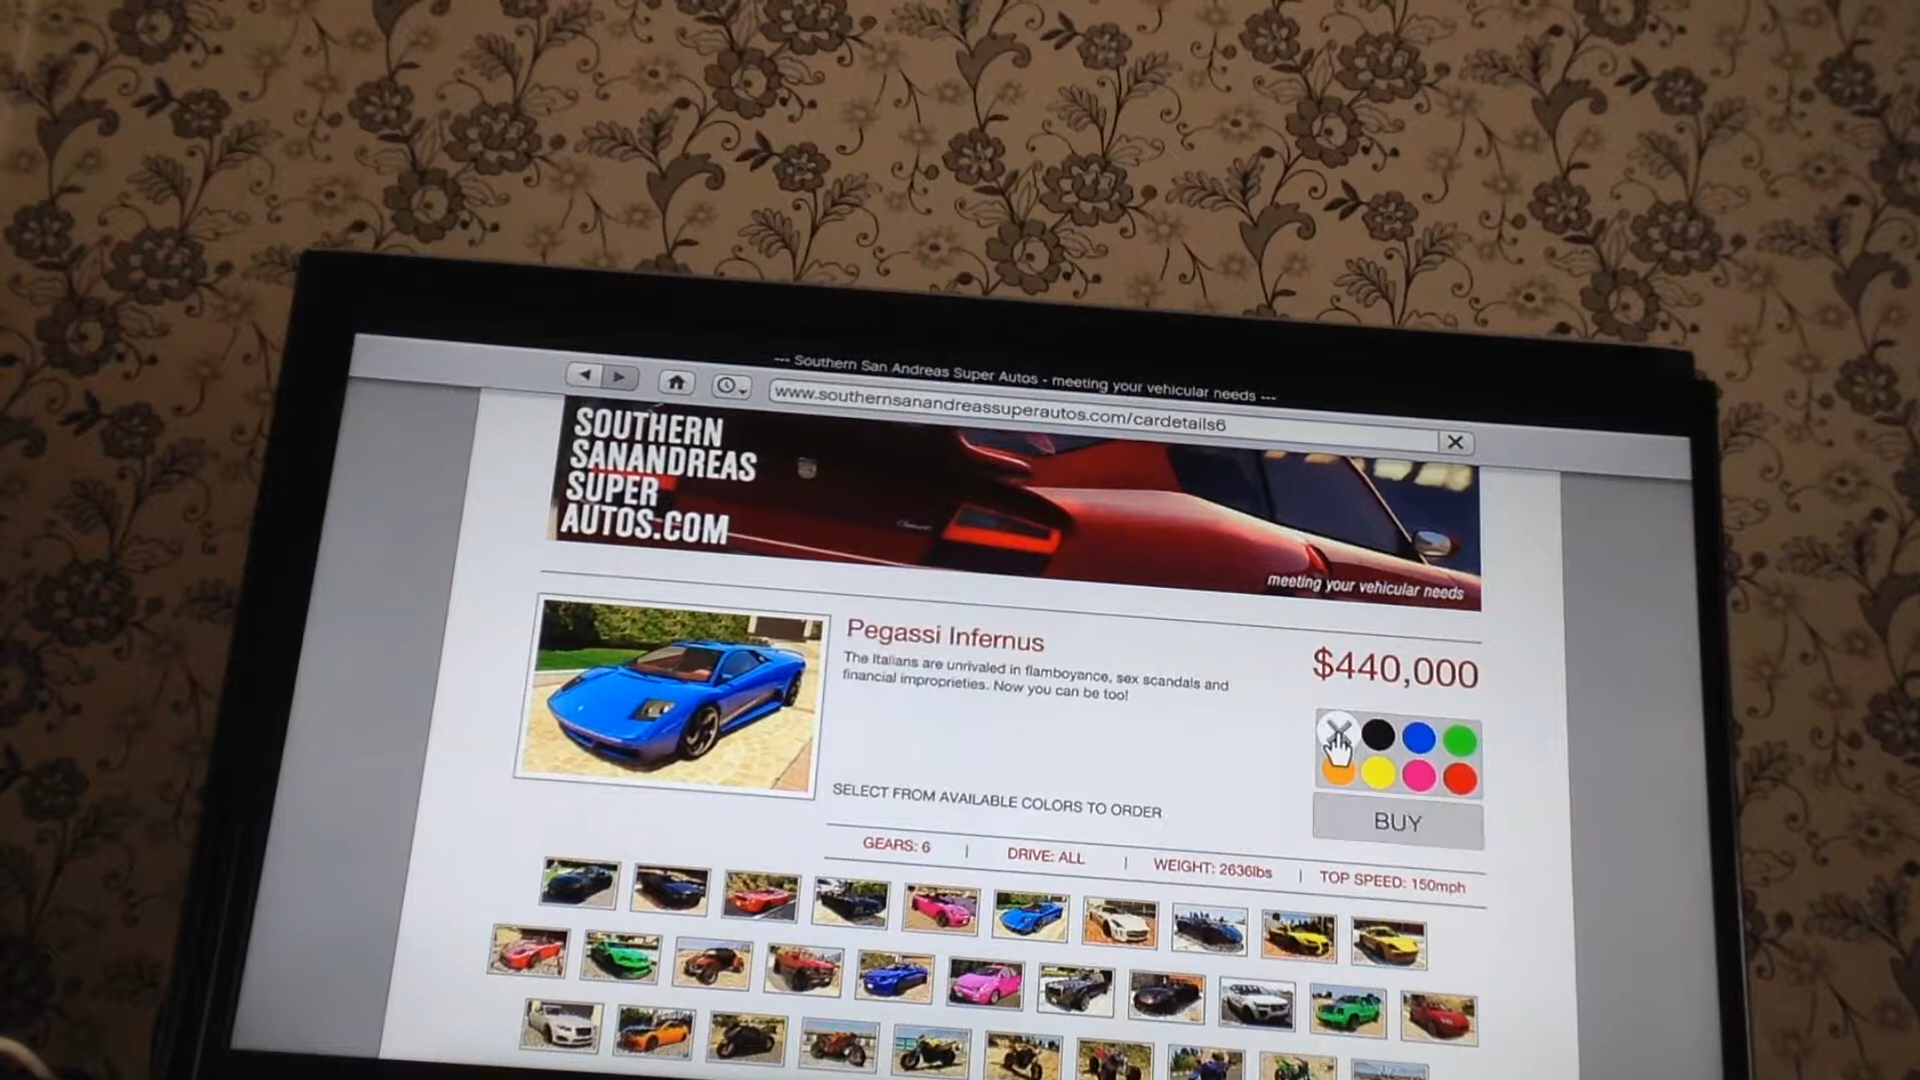 --- Southern San Andreas Super Autos - meeting your vehicular needs ---
www.southernsanandreassuperautos.com/cardetails6
SOUTHERN
SANANDREAS
SUPER
AUTOS.COM
meeting your vehicular needs
Pegassi Infernus
$440,000
The Italians are unrivaled in flamboyance, sex scandals and
financial improprieties. Now you can be too!
SELECT FROM AVAILABLE COLORS TO ORDER
BUY
GEARS: 6 | DRIVE: ALL | WEIGHT: 2636lbs | TOP SPEED: 150mph